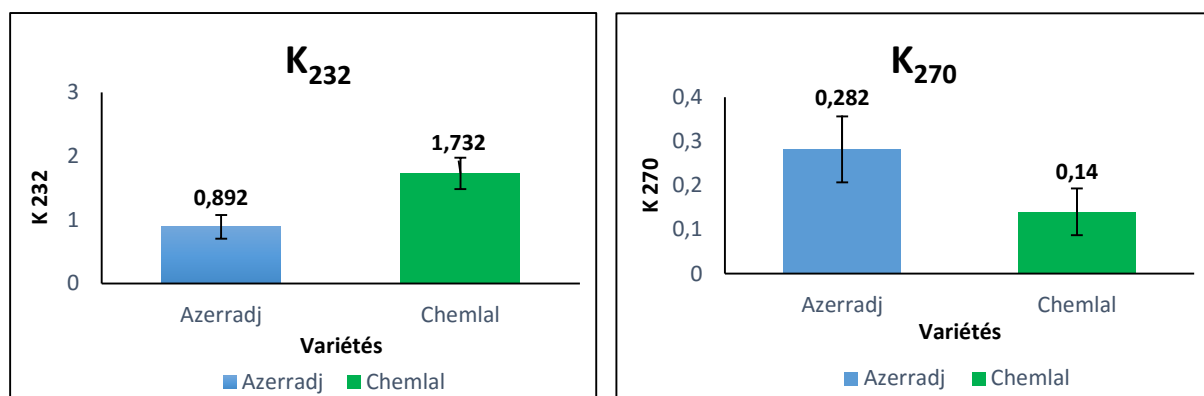 K232
3
2
1
0
K 232
0,892
1,732
Azerradj Chemlal
Variétés
Azerradj Chemlal
K270
0,4
0,3
0,2
0,1
0
K 270
0,282
0,14
Azerradj Chemlal
Variétés
Azerradj Chemlal